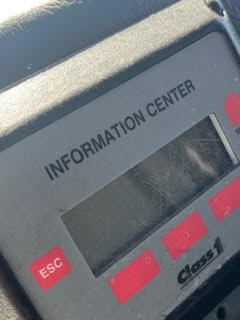 INFORMATION CENTER
ESC
Class 1